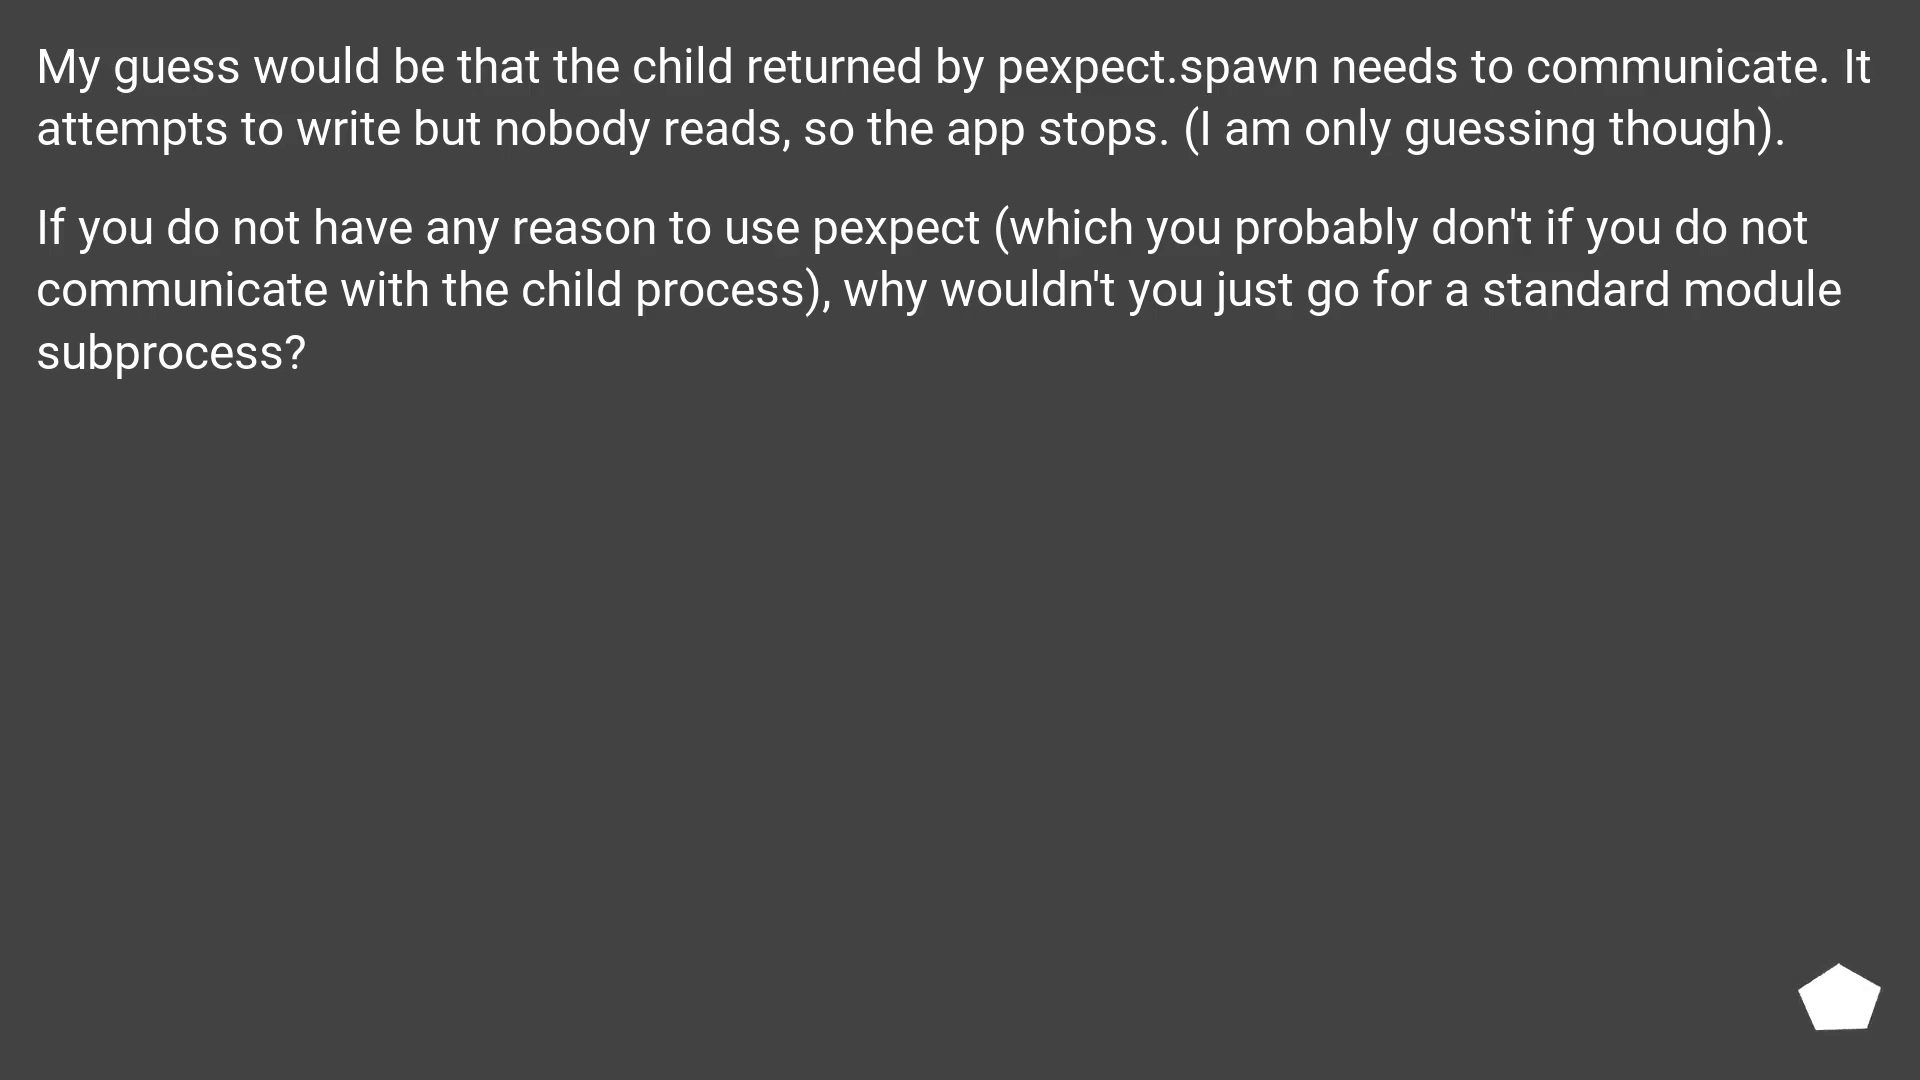 My guess would be that the child returned by pexpect.spawn needs to communicate. It
attempts to write but nobody reads, so the app stops. (I am only guessing though).
If you do not have any reason to use pexpect (which you probably don't if you do not
communicate with the child process), why wouldn't you just go for a standard module
subprocess?